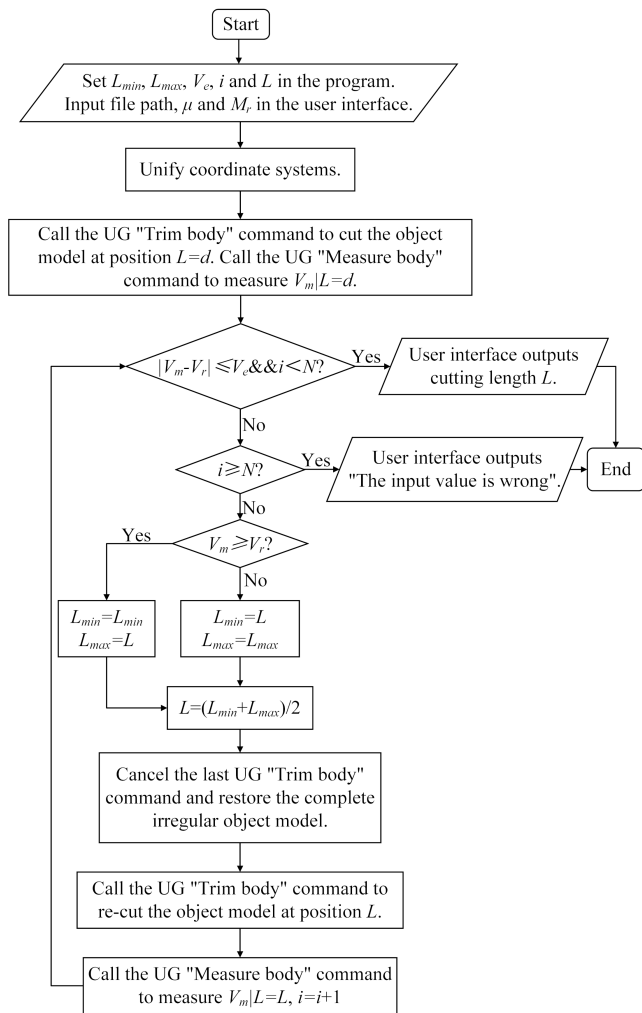 Start
Set Lmin, Lmax, Ve, i and L in the program.
Input file path, μ and Mr in the user interface.
Unify coordinate systems.
Call the UG "Trim body" command to cut the object
model at position L=d. Call the UG "Measure body"
command to measure Vm|L=d.
|Vm-Vr|⩽Ve&&i<N?
Yes
User interface outputs
cutting length L.
No
i⩾N?
Yes
User interface outputs
"The input value is wrong".
End
No
Yes
Vm⩾Vr?
No
Lmin=Lmin
Lmax=L
Lmin=L
Lmax=Lmax
L=(Lmin+Lmax)/2
Cancel the last UG "Trim body"
command and restore the complete
irregular object model.
Call the UG "Trim body" command to
re-cut the object model at position L.
Call the UG "Measure body" command
to measure Vm|L=L, i=i+1